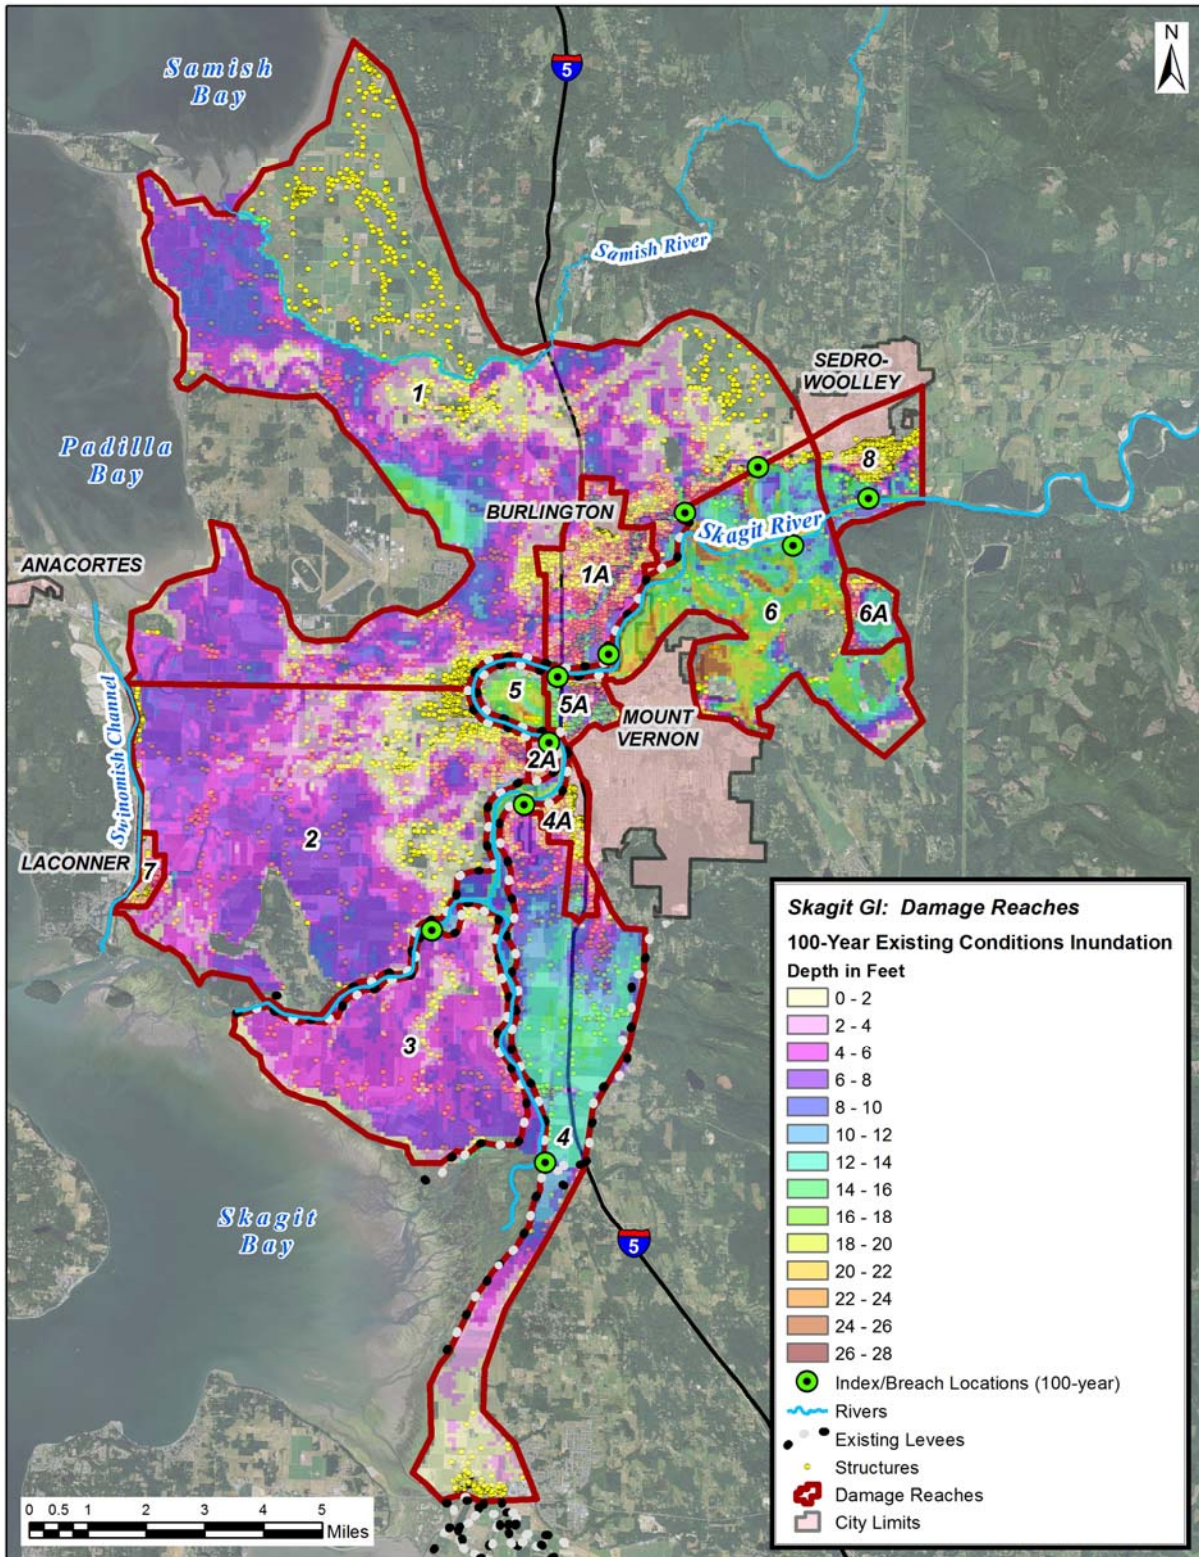 N
5
Samish
Bay
Samish River
SEDRO-
WOOLLEY
1
Padilla
Bay
8
BURLINGTON
Skagit River
ANACORTES
1A
6
6A
Swinomish Channel
5
5A
MOUNT
VERNON
2A
4A
2
LACONNER
7
3
4
Skagit
Bay
5
Skagit GI: Damage Reaches
100-Year Existing Conditions Inundation
Depth in Feet
0 - 2
2 - 4
4 - 6
6 - 8
8 - 10
10 - 12
12 - 14
14 - 16
16 - 18
18 - 20
20 - 22
22 - 24
24 - 26
26 - 28
Index/Breach Locations (100-year)
Rivers
Existing Levees
Structures
Damage Reaches
City Limits
0 0.5 1 2 3 4 5
Miles